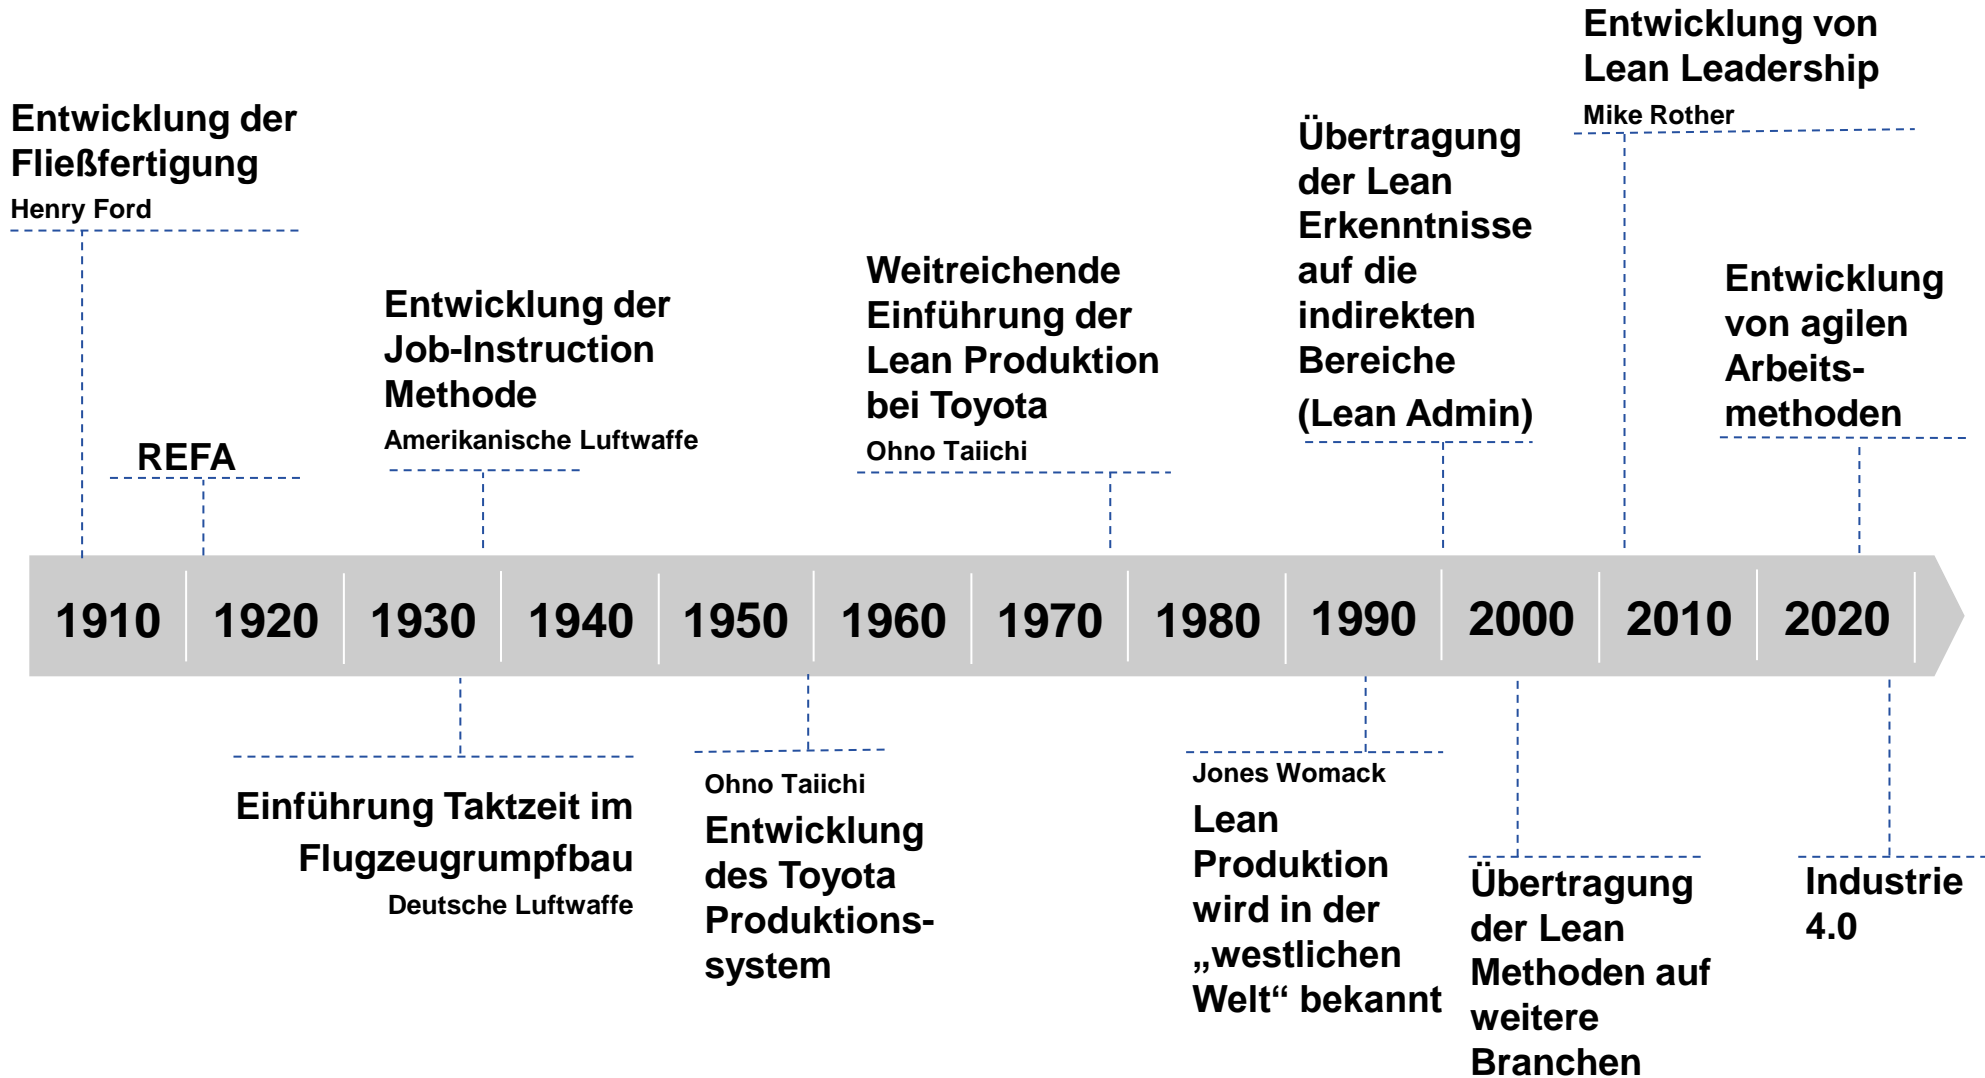 Entwicklung der
Fließfertigung
Henry Ford
REFA
Entwicklung der
Job-Instruction
Methode
Amerikanische Luftwaffe
Weitreichende
Einführung der
Lean Produktion
bei Toyota
Ohno Taiichi
Übertragung
der Lean
Erkenntnisse
auf die
indirekten
Bereiche
(Lean Admin)
Entwicklung von
Lean Leadership
Mike Rother
Entwicklung
von agilen
Arbeits-
methoden
1910 1920 1930 1940 1950 1960 1970 1980 1990 2000 2010 2020
Einführung Taktzeit im
Flugzeugrumpfbau
Deutsche Luftwaffe
Ohno Taiichi
Entwicklung
des Toyota
Produktions-
system
Jones Womack
Lean
Produktion
wird in der
„westlichen
Welt“ bekannt
Übertragung
der Lean
Methoden auf
weitere
Branchen
Industrie
4.0